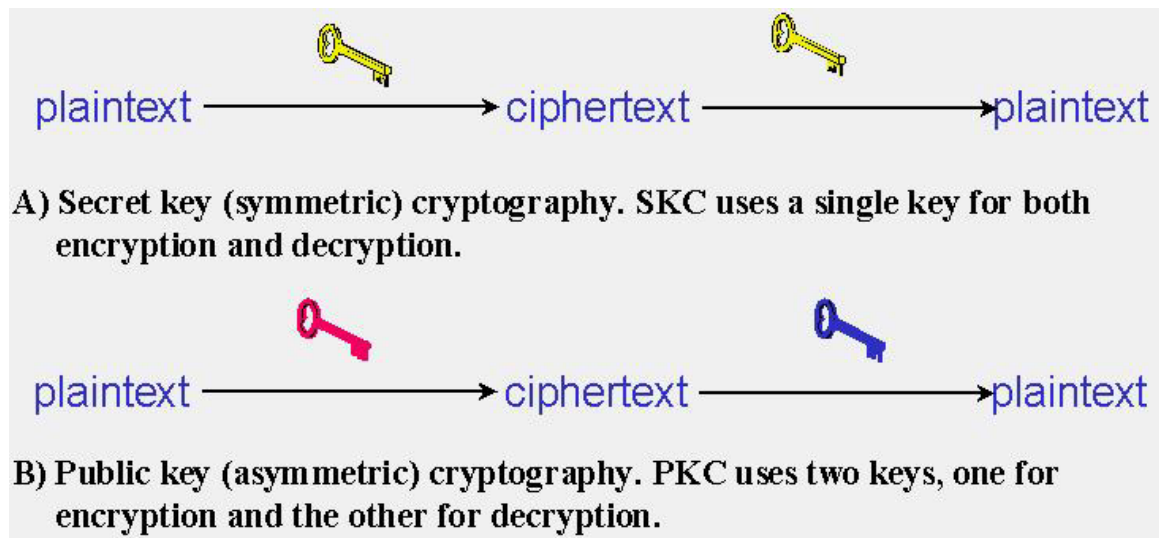 plaintext ciphertext plaintext
A) Secret key (symmetric) cryptography. SKC uses a single key for both
encryption and decryption.
plaintext ciphertext plaintext
B) Public key (asymmetric) cryptography. PKC uses two keys, one for
encryption and the other for decryption.